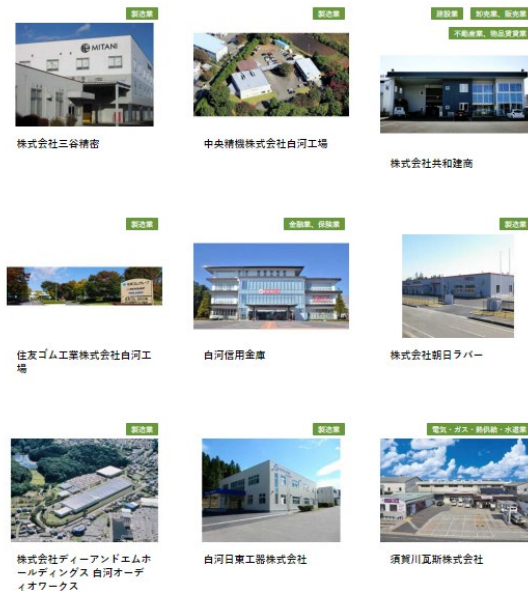 製造業
製造業
建設業 卸売業、販売業
不動産業、物品賃貸業
MITANI
株式会社三谷精密
中央精機株式会社白河工場
株式会社共和建商
製造業
金融業、保険業
製造業
住友ゴム工業株式会社白河工
場
白河信用金庫
株式会社朝日ラバー
製造業
製造業
電気・ガス・熱供給・水道業
株式会社ディーアンドエムホ
ールディングス 白河オーデ
ィオワークス
白河日東工器株式会社
須賀川瓦斯株式会社